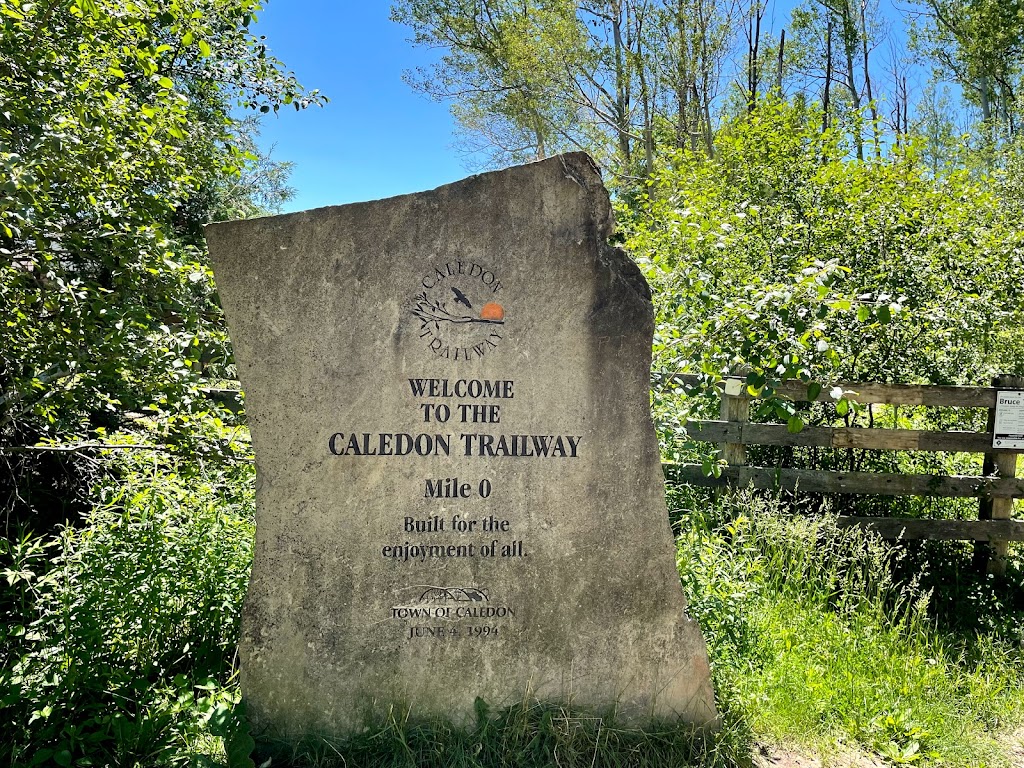 CALEDON
TRAILWAY
WELCOME
TO THE
CALEDON TRAILWAY
Mile 0
Built for the
enjoyment of all.
TOWN OF CALEDON
JUNE 4, 1994
Bruce